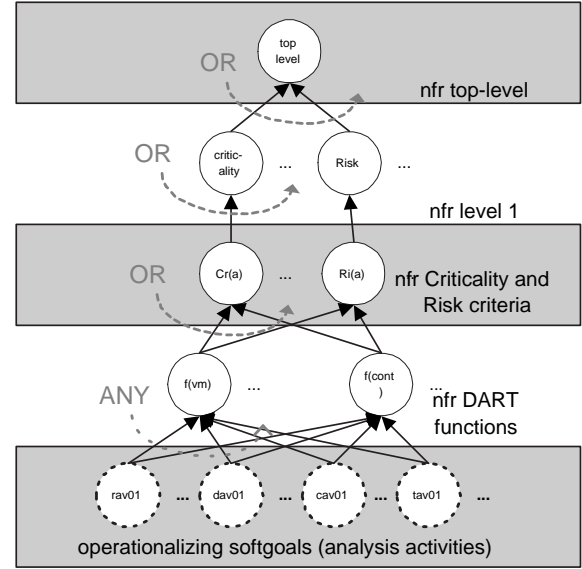 top
level
OR
nfr top-level
OR
critic-
ality
...
Risk
...
nfr level 1
OR
Cr(a)
...
Ri(a)
nfr Criticality and
Risk criteria
f(vm)
...
f(cont
)
...
ANY
nfr DART
functions
rav01
...
dav01
...
cav01
...
tav01
...
operationalizing softgoals (analysis activities)